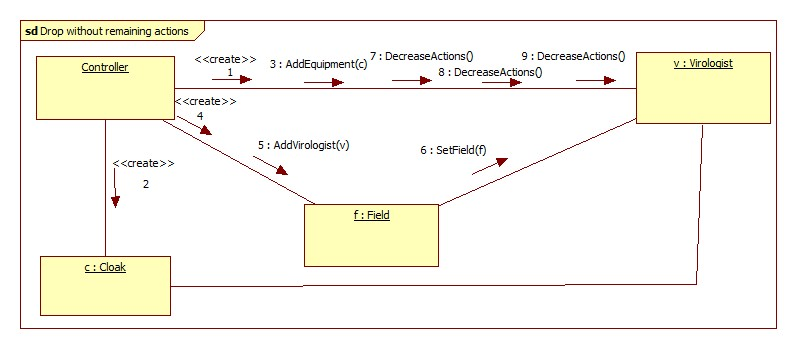 sd Drop without remaining actions
Controller
<<create>>
1
3 : AddEquipment(c)
7 : DecreaseActions()
8 : DecreaseActions()
9 : DecreaseActions()
v : Virologist
<<create>>
4
5 : AddVirologist(v)
6 : SetField(f)
<<create>>
2
f : Field
c : Cloak